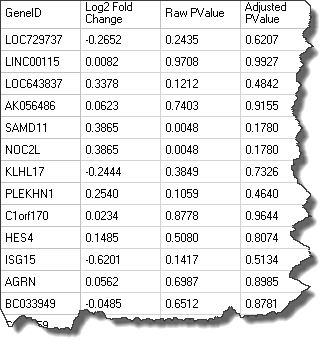 GeneID Log2 Fold Change Raw PValue Adjusted PValue
LOC729737 -0.2652 0.2435 0.6207
LINC00115 0.0082 0.9708 0.9927
LOC643837 0.3378 0.1212 0.4842
AK056486 0.0623 0.7403 0.9155
SAMD11 0.3865 0.0048 0.1780
NOC2L 0.3865 0.0048 0.1780
KLHL17 -0.2444 0.3849 0.7326
PLEKHN1 0.2540 0.1059 0.4640
C1orf170 0.0234 0.8778 0.9644
HES4 0.1485 0.5080 0.8074
ISG15 -0.6201 0.1417 0.5134
AGRN 0.0562 0.6987 0.8985
BC033949 -0.0485 0.6512 0.8781